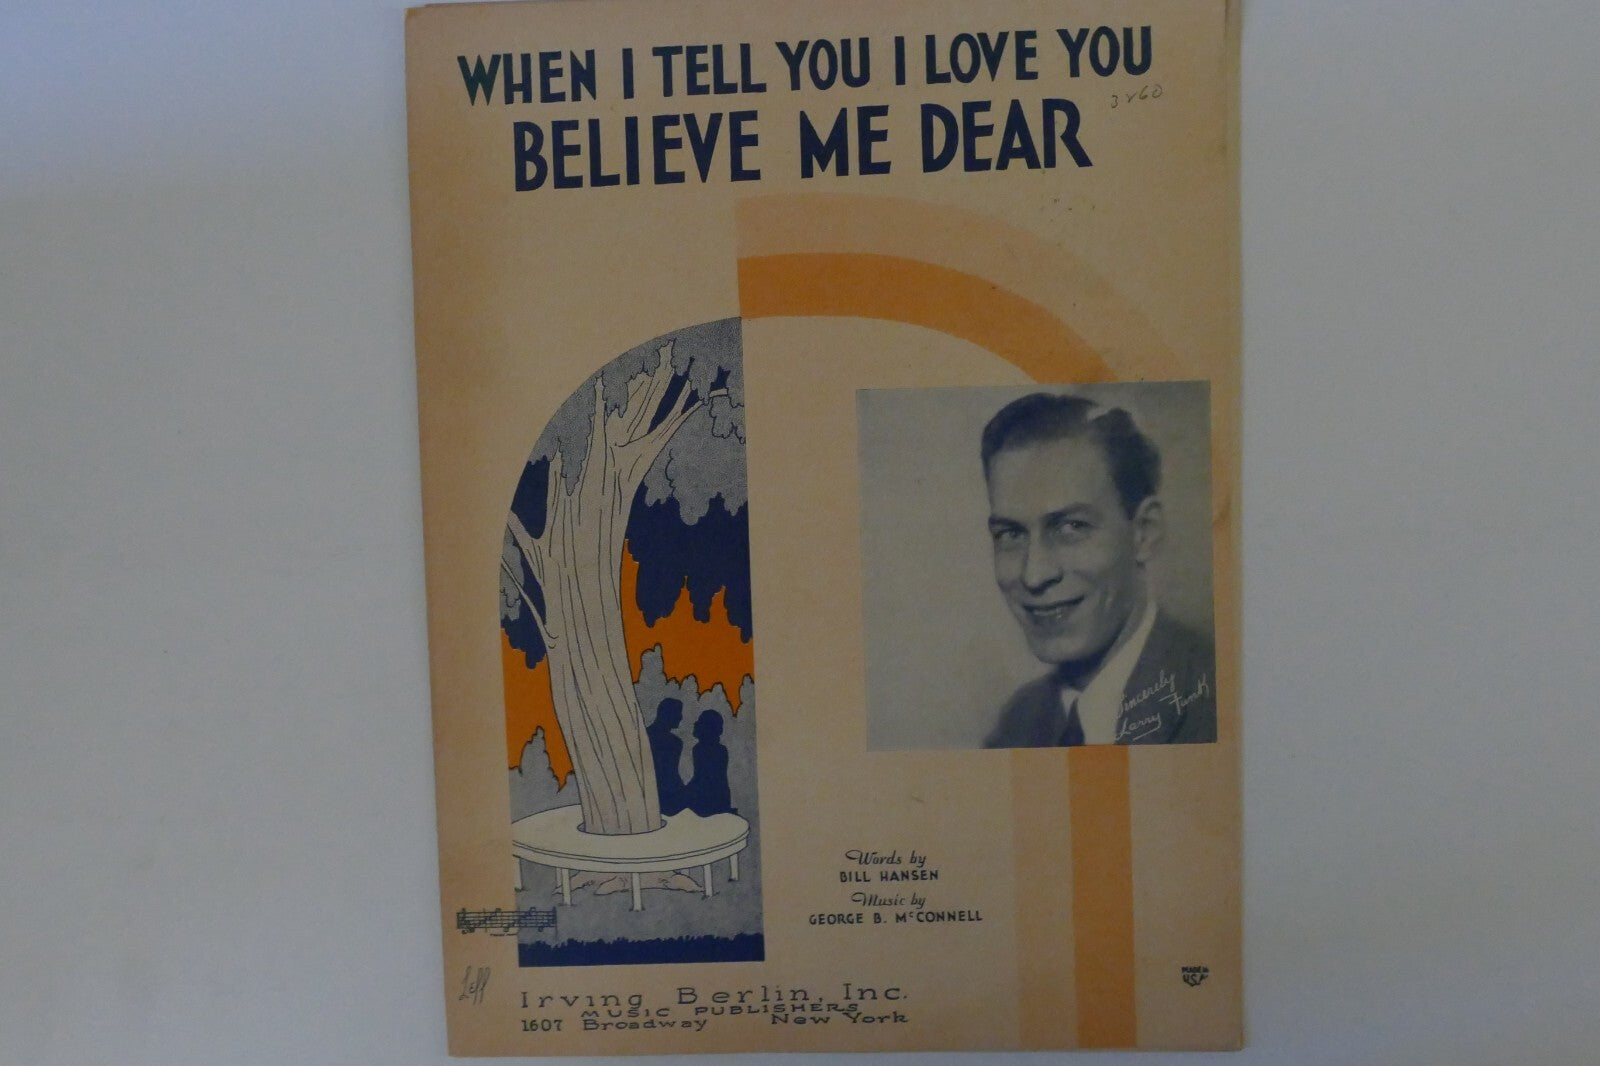 WHEN I TELL YOU I LOVE YOU
BELIEVE ME DEAR
3860
Sincerely
Larry Funk
Words by
BILL HANSEN
Music by
GEORGE B. McCONNELL
Leff
MADE IN
U.S.A.
Irving Berlin, Inc.
MUSIC PUBLISHERS
1607 Broadway New York